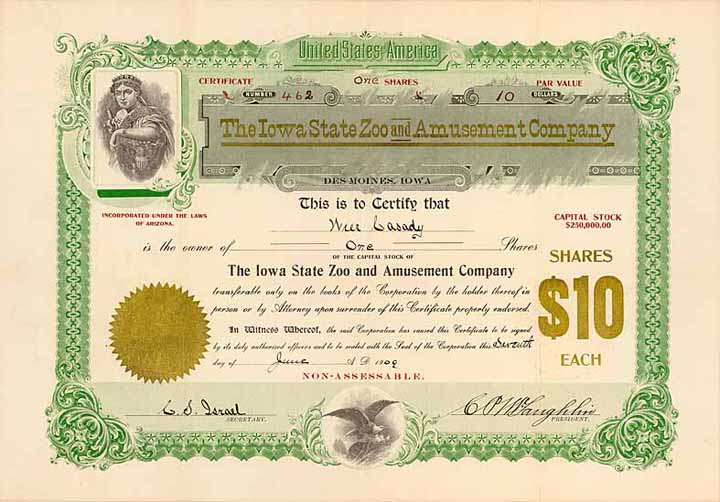 United States of America
CERTIFICATE One SHARES PAR VALUE
NUMBER 462 1 10 DOLLARS
The Iowa State Zoo and Amusement Company
DES MOINES, IOWA
This is to Certify that
INCORPORATED UNDER THE LAWS
OF ARIZONA.
CAPITAL STOCK
$250,000.00
Casady
is the owner of One Shares
OF THE CAPITAL STOCK OF
The Iowa State Zoo and Amusement Company
transferable only on the books of the Corporation by the holder thereof in
person or by Attorney upon surrender of this Certificate properly endorsed.
In Witness Whereof, the said Corporation has caused this Certificate to be signed
by its duly authorized officers and to be sealed with the Seal of the Corporation this Seventh
day of June A.D. 1909
NON-ASSESSABLE.
SHARES
$10
EACH
C. S. Israel
SECRETARY.
C P McLaughlin
PRESIDENT.